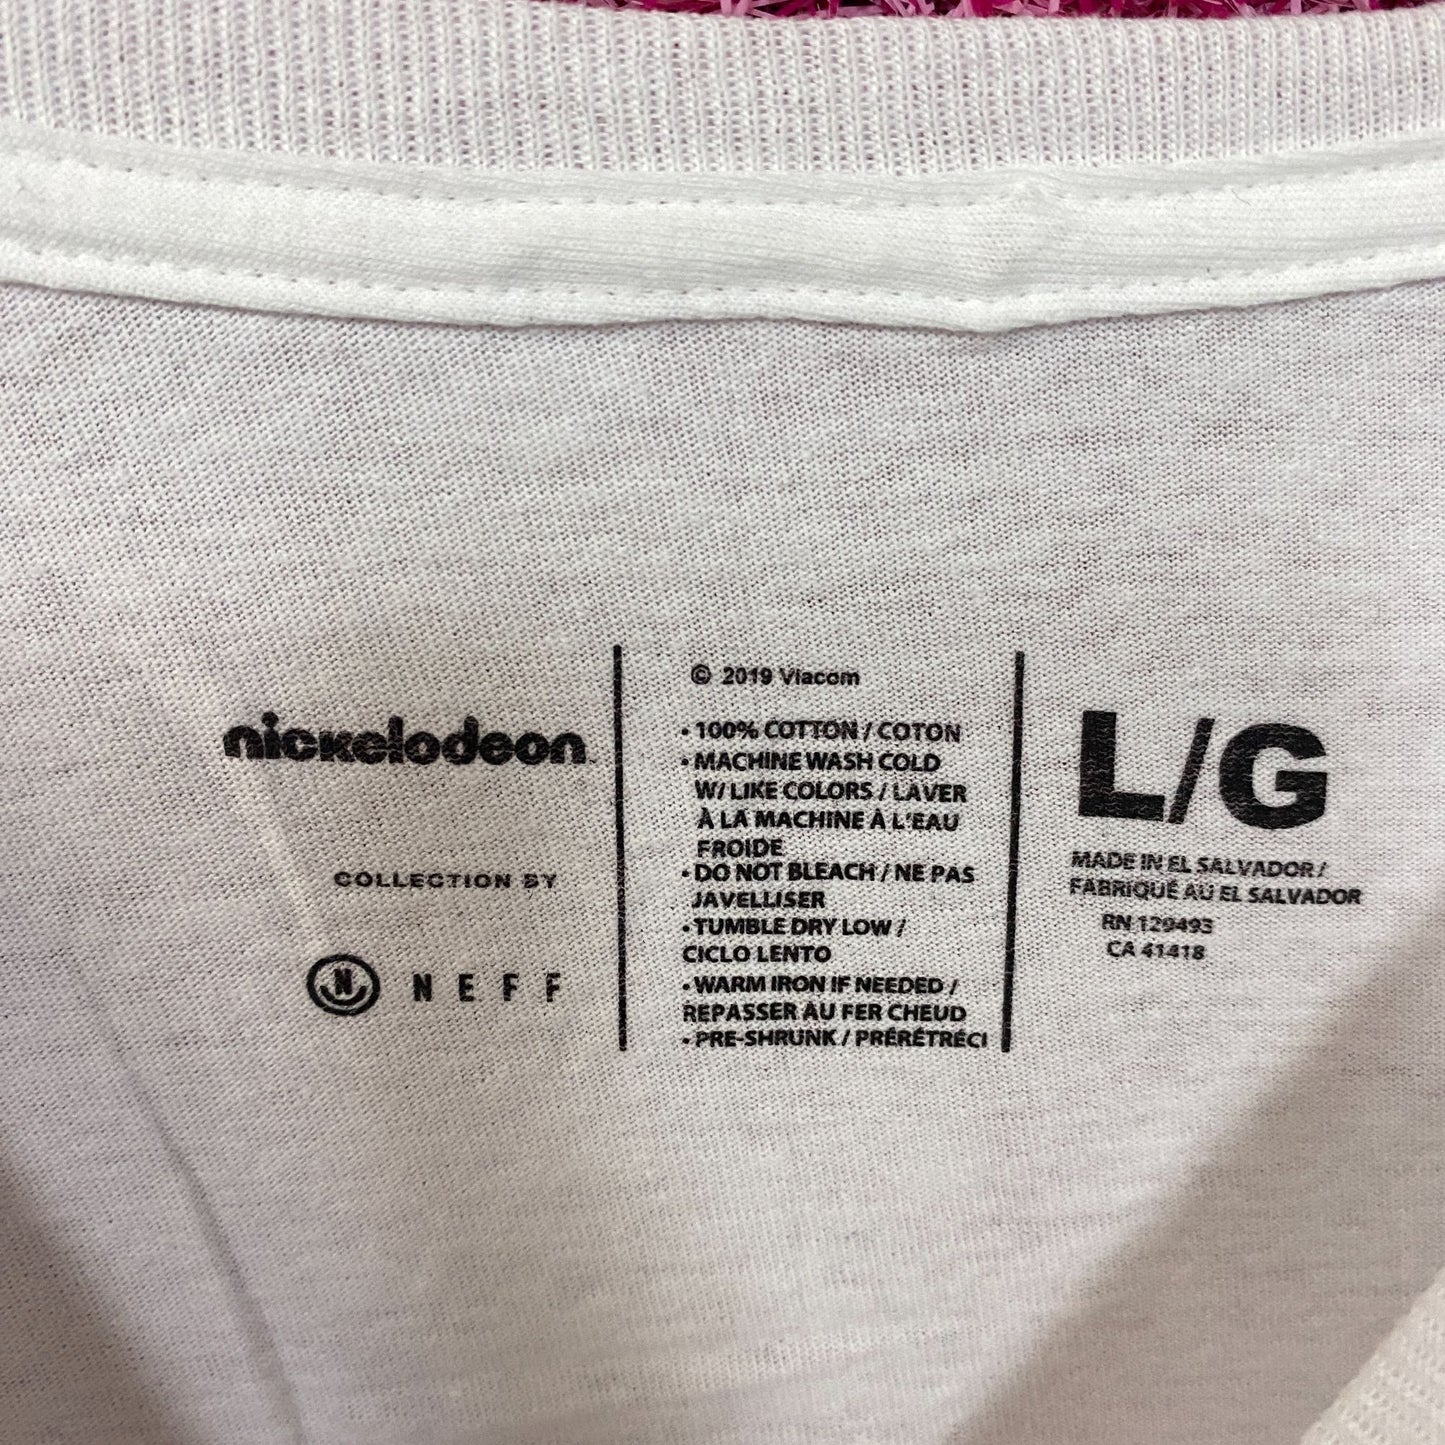 nickelodeon™
COLLECTION BY
N NEFF
© 2019 Viacom
• 100% COTTON / COTON
• MACHINE WASH COLD
W/ LIKE COLORS / LAVER
À LA MACHINE À L'EAU
FROIDE
• DO NOT BLEACH / NE PAS
JAVELLISER
• TUMBLE DRY LOW /
CICLO LENTO
• WARM IRON IF NEEDED /
REPASSER AU FER CHEUD
• PRE-SHRUNK / PRÉRÉTRÉCI
L/G
MADE IN EL SALVADOR /
FABRIQUÉ AU EL SALVADOR
RN 129493
CA 41418